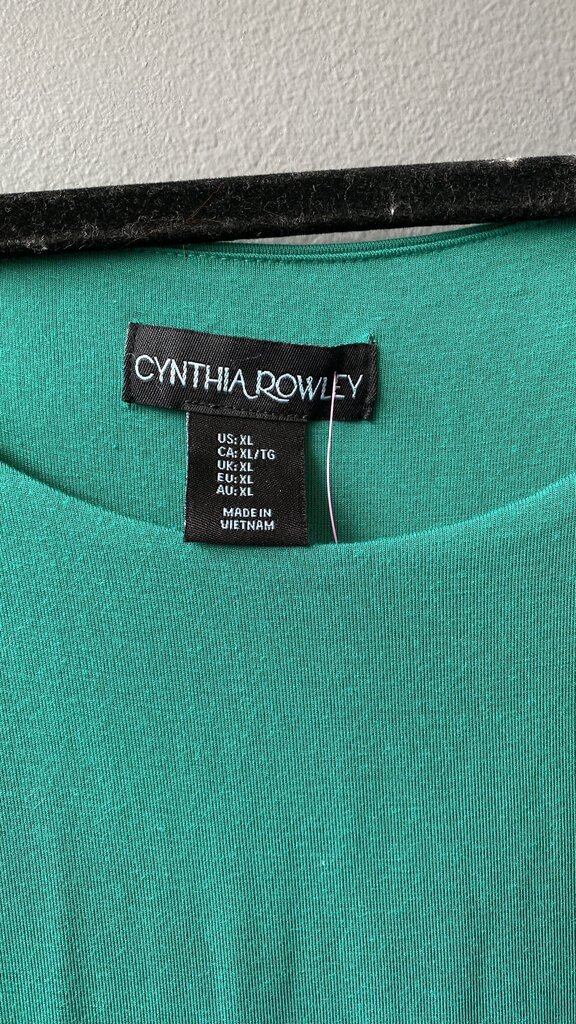 CYNTHIA ROWLEY
US: XL
CA: XL/TG
UK: XL
EU: XL
AU: XL
MADE IN
VIETNAM